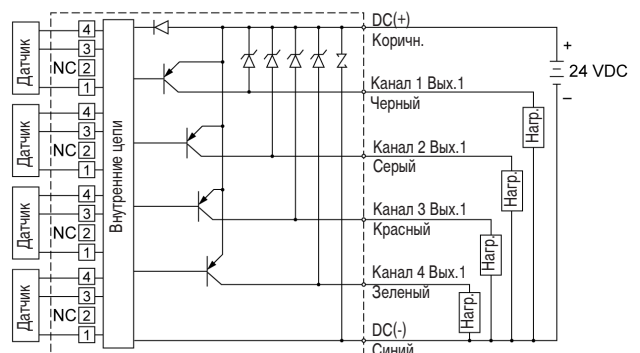 Датчик
4
3
NC 2
1
Датчик
4
3
NC 2
1
Датчик
4
3
NC 2
1
Датчик
4
3
NC 2
1
Внутренние цепи
DC(+)
Коричн.
Канал 1 Вых.1
Черный
Канал 2 Вых.1
Серый
Канал 3 Вых.1
Красный
Канал 4 Вых.1
Зеленый
DC(-)
Синий
Нагр.
Нагр.
Нагр.
Нагр.
+
24 VDC
–